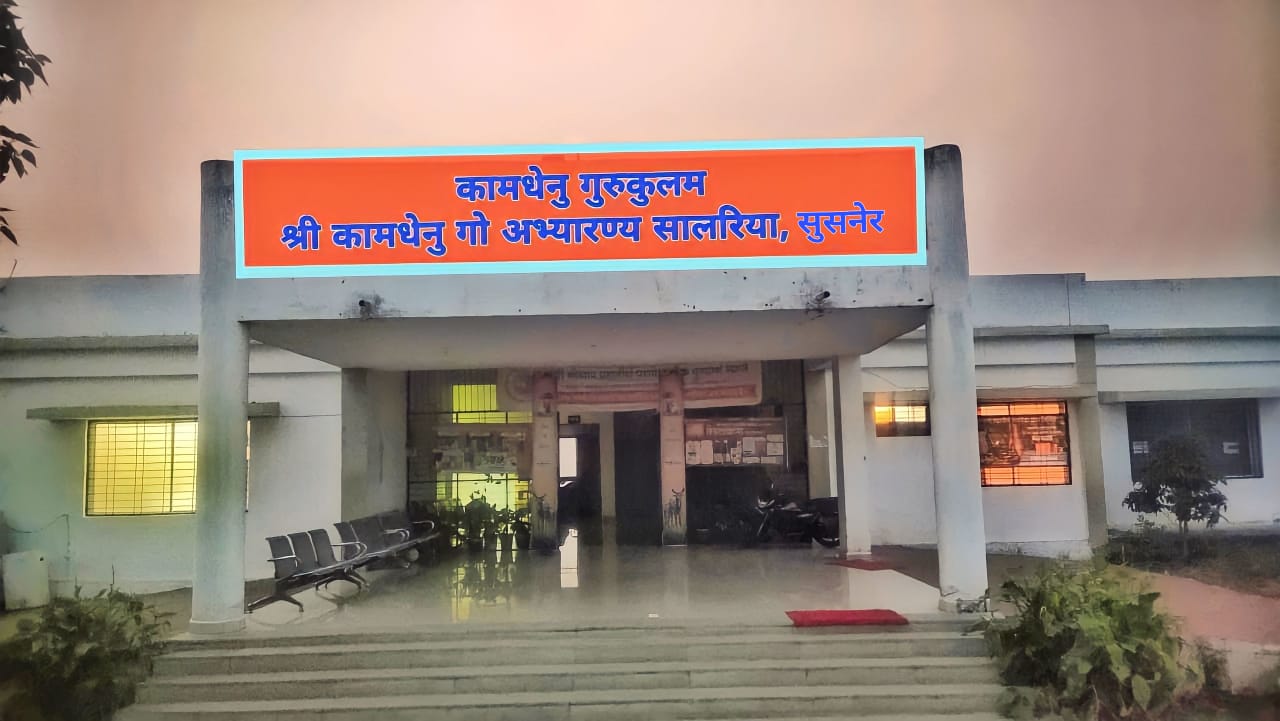 कामधेनु गुरुकुलम
श्री कामधेनु गो अभ्यारण्य सालरिया, सुसनेर